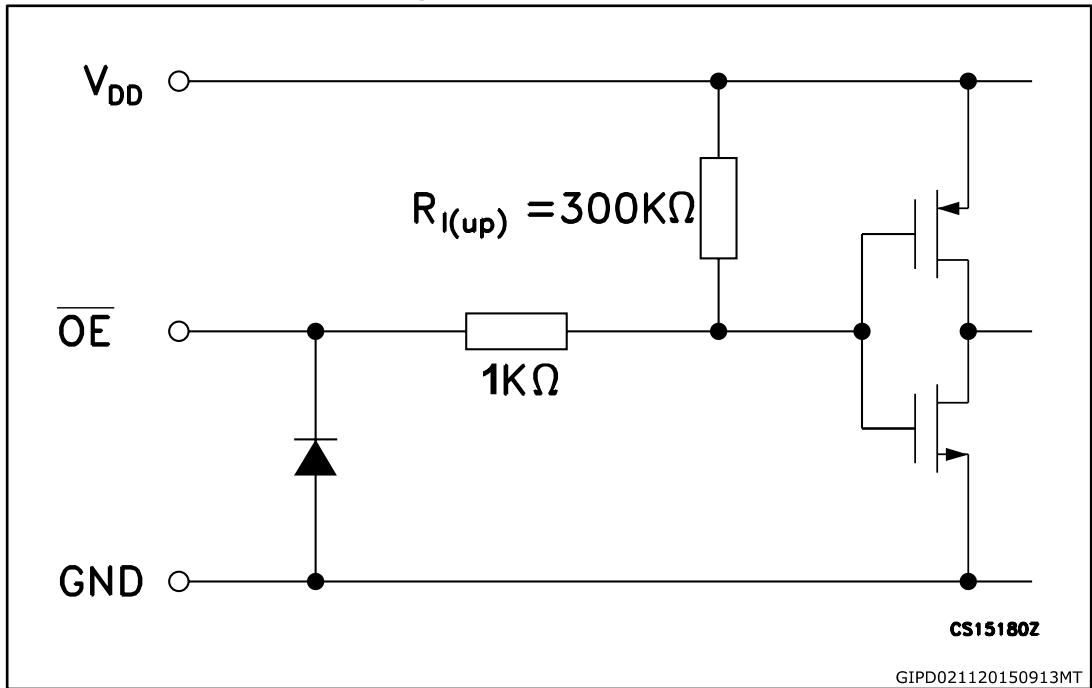 VDD
RI(up) =300KΩ
OE
1KΩ
GND
CS15180Z
GIPD021120150913MT